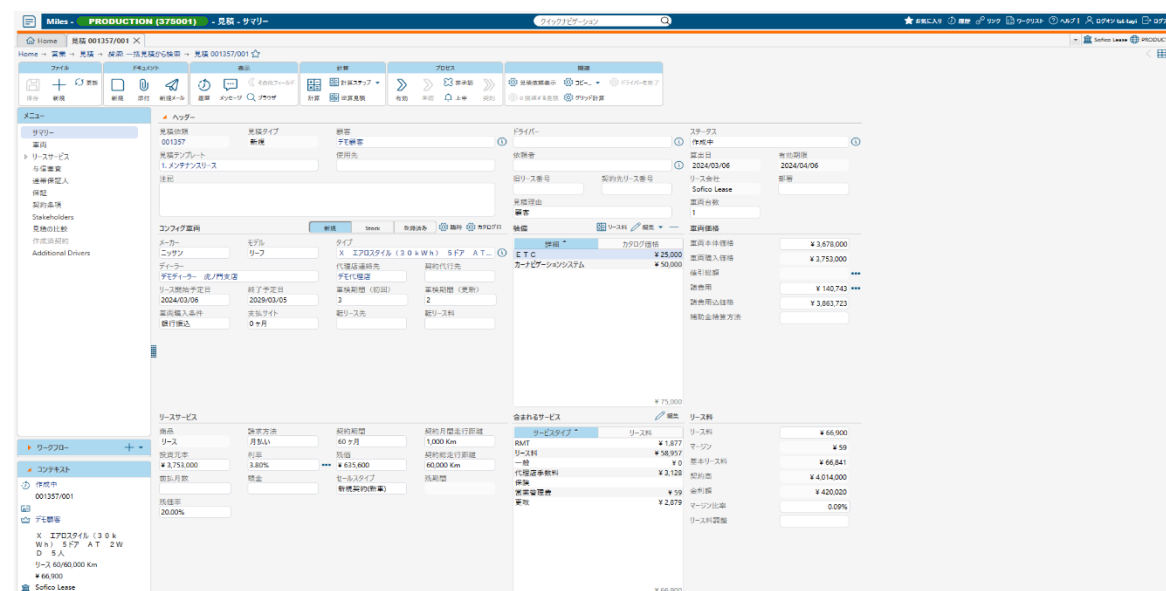 Miles - PRODUCTION (375001) - 見積 - サマリー
クイックナビゲーション
お気に入り 履歴 リンク ワークリスト ヘルプ
Home 見積 001357/001
Sofico Lease
Home → 営業 → 見積 → 検索 一括見積から検索 → 見積 001357/001
ファイル ドキュメント 表示 計算 プロセス 関連
更新
保存 新規 新規 添付 新規メール 履歴 メッセージ ブラウザ
計算 計算ステップ
逆算見積
有効 承認 非承認 上申 契約
見積依頼表示 コピー... ドライバーを完了
グリッド計算
メニュー
サマリー
車両
リースサービス
与信審査
連帯保証人
保証
契約条項
Stakeholders
見積の比較
作成済契約
Additional Drivers
ワークフロー
コンテキスト
作成中
001357/001
デモ顧客
X エアロスタイル (30k
Wh) 5ドア AT 2W
D 5人
リース 60/60,000 Km
¥ 66,900
Sofico Lease
ヘッダー
見積依頼 見積タイプ 顧客 ドライバー ステータス
001357 新規 デモ顧客 作成中
見積テンプレート 使用先 依頼者 算出日 有効期限
1. メンテナンスリース 2024/03/06 2024/04/06
注記 旧リース番号 契約先リース番号 リース会社 部署
Sofico Lease
見積理由 車両台数
顧客 1
コンフィグ車両 新規 Stock 在庫済み 臨時 カタログ
メーカー モデル タイプ
ニッサン リーフ X エアロスタイル (30kWh) 5ドア AT...
ディーラー 代理店連絡先 契約代行先
デモディーラー 虎ノ門支店 デモ代理店
リース開始予定日 終了予定日 車検期間 (初回) 車検期間 (更新)
2024/03/06 2029/03/05 3 2
車両購入条件 支払サイト 転リース先 転リース料
銀行振込 0 ヶ月
装備 リース料 編集
詳細 カタログ価格
ETC ¥ 25,000
カーナビゲーションシステム ¥ 50,000
¥ 75,000
車両価格
車両本体価格 ¥ 3,678,000
車両購入価格 ¥ 3,753,000
値引総額
諸費用 ¥ 140,743
諸費用込価格 ¥ 3,863,723
補助金精算方法
リースサービス
商品 請求方法 契約期間 契約月間走行距離
リース 月払い 60 ヶ月 1,000 Km
投資元本 利率 残価 契約総走行距離
¥ 3,753,000 3.80% ¥ 635,600 60,000 Km
前払月数 頭金 セールスタイプ 残期間
新規契約(新車)
残価率
20.00%
含まれるサービス 編集
サービスタイプ リース料
RMT ¥ 1,877
リース料 ¥ 58,957
一般 ¥ 0
代理店手数料 ¥ 3,128
保険
営業管理費 ¥ 59
更改 ¥ 2,879
¥ 66,900
リース料
リース料 ¥ 66,900
マージン ¥ 59
基本リース料 ¥ 66,841
契約高 ¥ 4,014,000
金利額 ¥ 420,020
マージン比率 0.09%
リース料調整